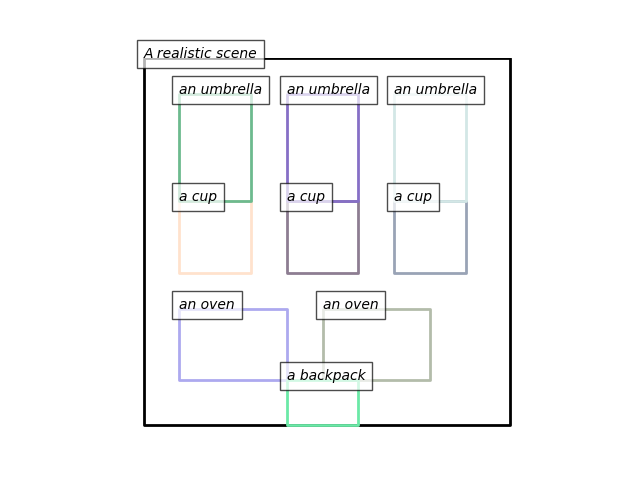 A realistic scene
an umbrella
an umbrella
an umbrella
a cup
a cup
a cup
an oven
an oven
a backpack